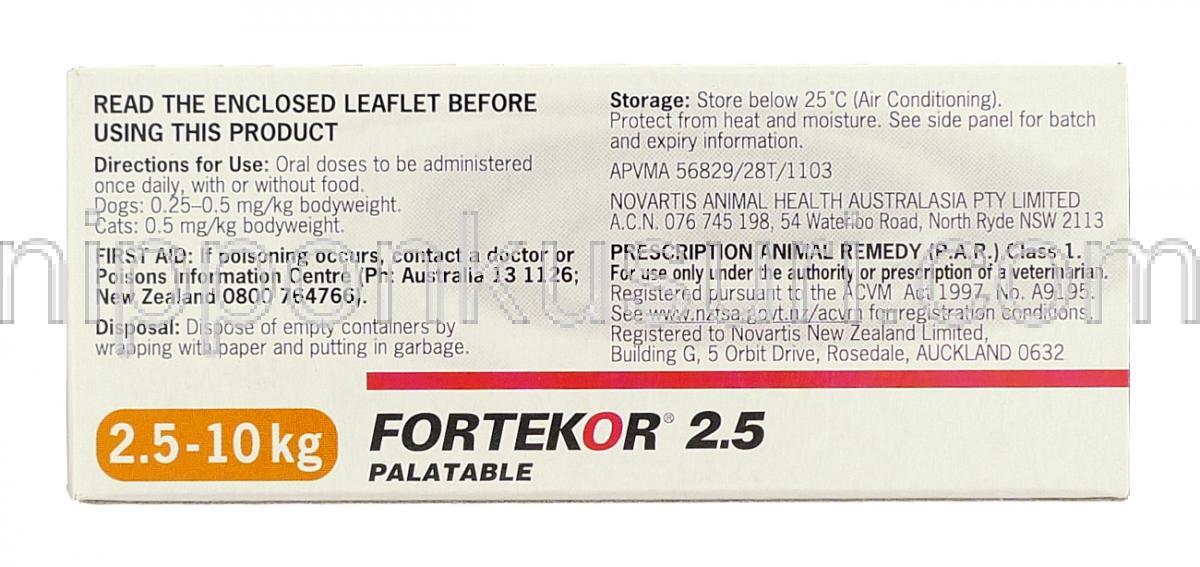 READ THE ENCLOSED LEAFLET BEFORE
USING THIS PRODUCT
Directions for Use: Oral doses to be administered
once daily, with or without food.
Dogs: 0.25–0.5 mg/kg bodyweight.
Cats: 0.5 mg/kg bodyweight.
FIRST AID: If poisoning occurs, contact a doctor or
Poisons Information Centre (Ph: Australia 13 1126;
New Zealand 0800 764766).
Disposal: Dispose of empty containers by
wrapping with paper and putting in garbage.
Storage: Store below 25°C (Air Conditioning).
Protect from heat and moisture. See side panel for batch
and expiry information.
APVMA 56829/28T/1103
NOVARTIS ANIMAL HEALTH AUSTRALASIA PTY LIMITED
A.C.N. 076 745 198, 54 Waterloo Road, North Ryde NSW 2113
PRESCRIPTION ANIMAL REMEDY (P.A.R.) Class 1.
For use only under the authority or prescription of a veterinarian.
Registered pursuant to the ACVM Act 1997, No. A9195.
See www.nzfsa.govt.nz/acvm for registration conditions.
Registered to Novartis New Zealand Limited,
Building G, 5 Orbit Drive, Rosedale, AUCKLAND 0632
2.5-10 kg
FORTEKOR® 2.5
PALATABLE
nipponkusuri.com